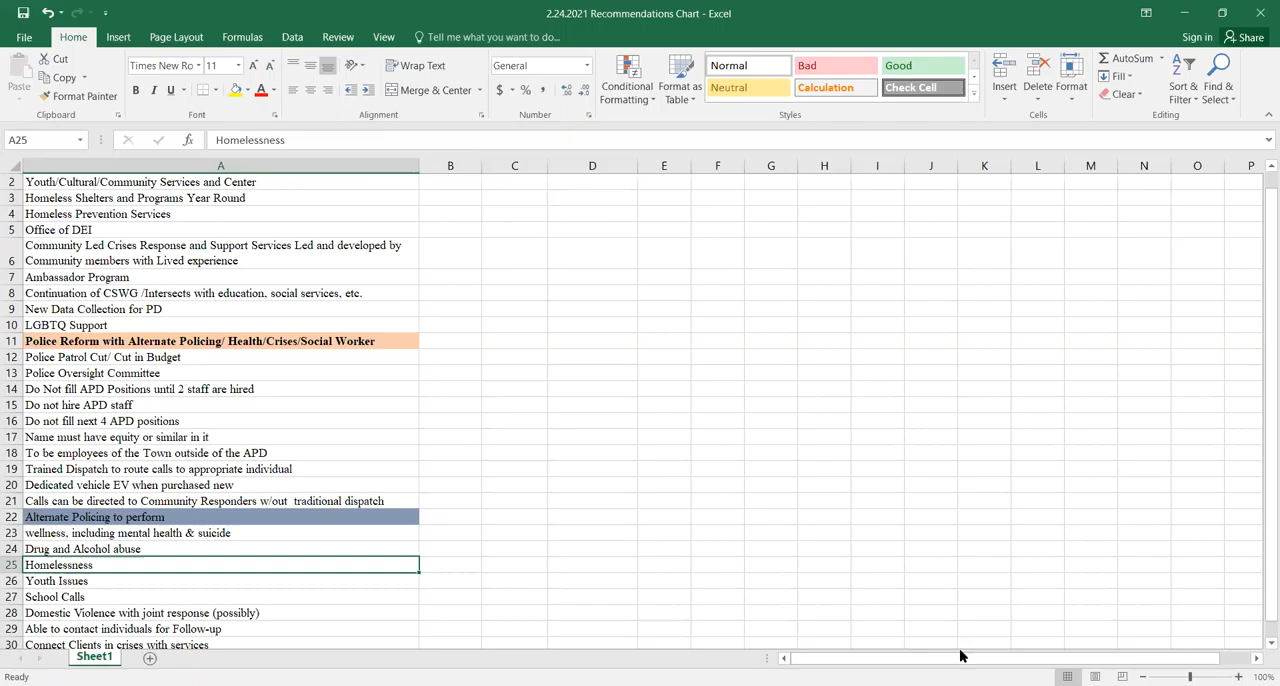 2.24.2021 Recommendations Chart - Excel
File Home Insert Page Layout Formulas Data Review View Tell me what you want to do... Sign in Share
Paste
Cut
Copy
Format Painter
Clipboard
Times New Ro 11
B I U
Font
Wrap Text
Merge & Center
Alignment
General
$ % ,
Number
Conditional Formatting
Format as Table
Normal Bad Good
Neutral Calculation Check Cell
Styles
Insert Delete Format
Cells
AutoSum
Fill
Clear
Sort & Filter
Find & Select
Editing
A25 fx Homelessness
A B C D E F G H I J K L M N O P
2 Youth/Cultural/Community Services and Center
3 Homeless Shelters and Programs Year Round
4 Homeless Prevention Services
5 Office of DEI
Community Led Crises Response and Support Services Led and developed by
6 Community members with Lived experience
7 Ambassador Program
8 Continuation of CSWG /Intersects with education, social services, etc.
9 New Data Collection for PD
10 LGBTQ Support
11 Police Reform with Alternate Policing/ Health/Crises/Social Worker
12 Police Patrol Cut/ Cut in Budget
13 Police Oversight Committee
14 Do Not fill APD Positions until 2 staff are hired
15 Do not hire APD staff
16 Do not fill next 4 APD positions
17 Name must have equity or similar in it
18 To be employees of the Town outside of the APD
19 Trained Dispatch to route calls to appropriate individual
20 Dedicated vehicle EV when purchased new
21 Calls can be directed to Community Responders w/out traditional dispatch
22 Alternate Policing to perform
23 wellness, including mental health & suicide
24 Drug and Alcohol abuse
25 Homelessness
26 Youth Issues
27 School Calls
28 Domestic Violence with joint response (possibly)
29 Able to contact individuals for Follow-up
30 Connect Clients in crises with services
Sheet1
Ready 100%